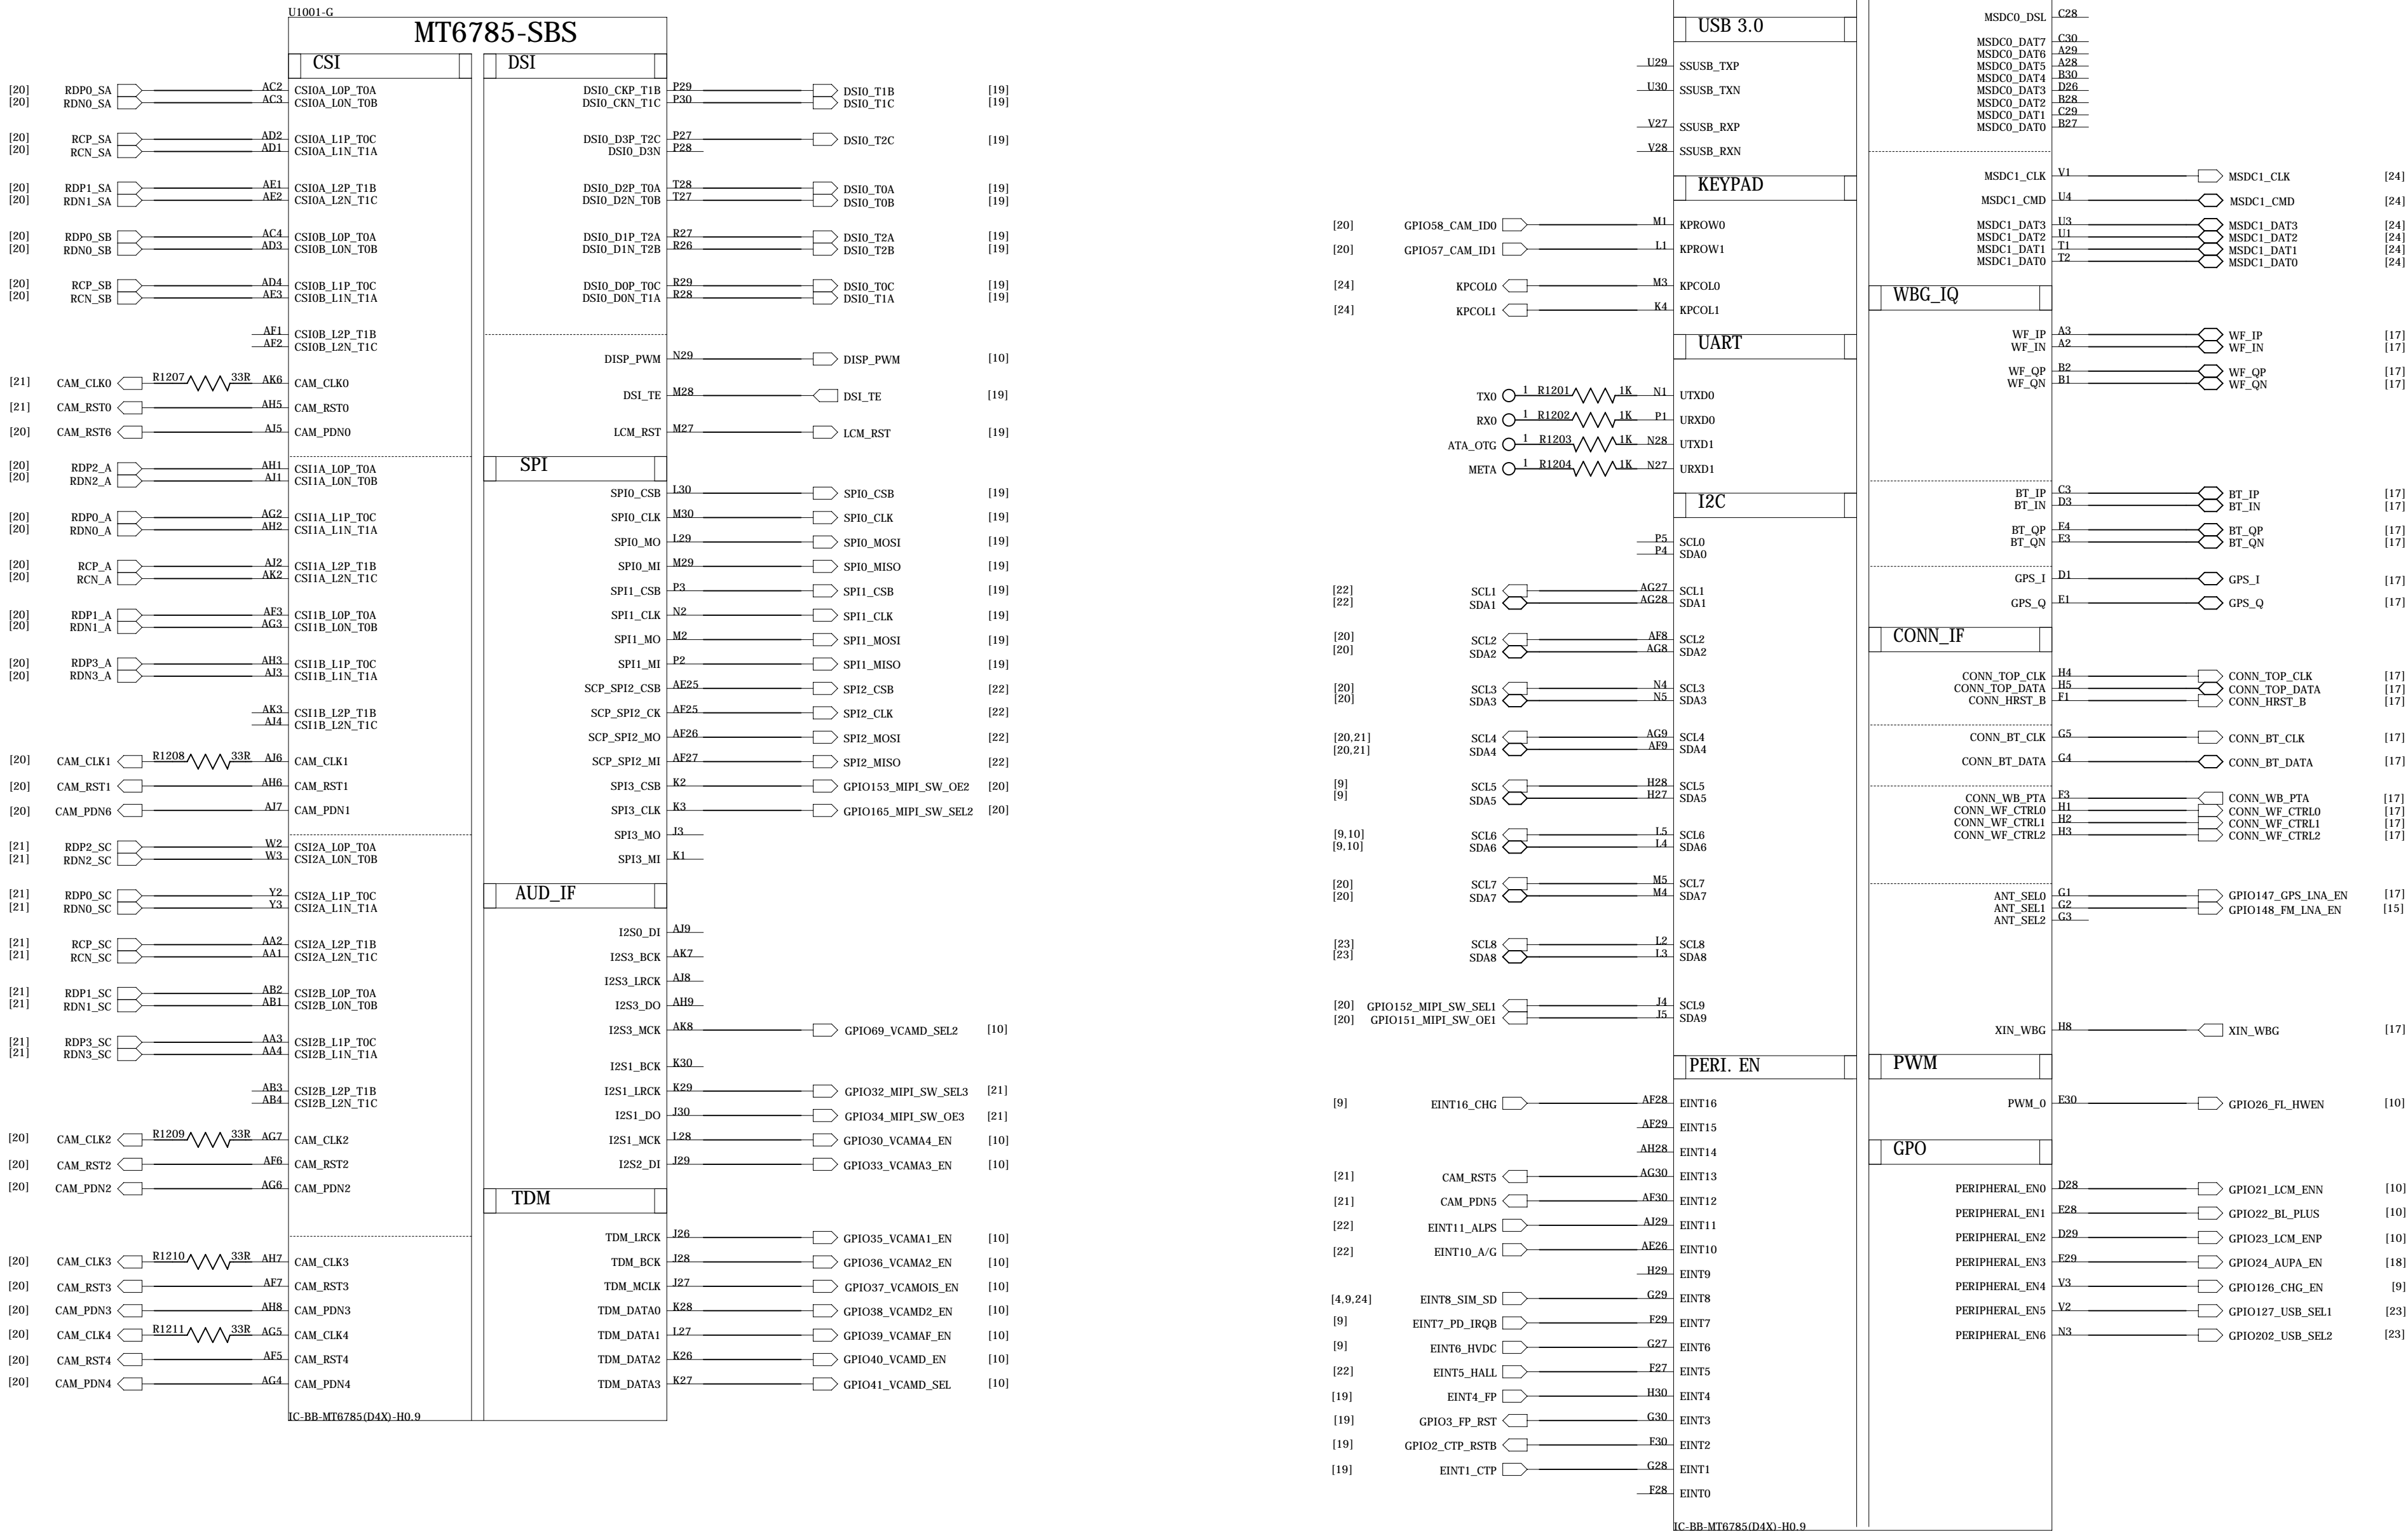 U1001-G
MT6785-SBS
CSI
[20] RDP0_SA AC2 CSI0A_L0P_T0A
[20] RDN0_SA AC3 CSI0A_L0N_T0B
[20] RCP_SA AD2 CSI0A_L1P_T0C
[20] RCN_SA AD1 CSI0A_L1N_T1A
[20] RDP1_SA AE1 CSI0A_L2P_T1B
[20] RDN1_SA AE2 CSI0A_L2N_T1C
[20] RDP0_SB AC4 CSI0B_L0P_T0A
[20] RDN0_SB AD3 CSI0B_L0N_T0B
[20] RCP_SB AD4 CSI0B_L1P_T0C
[20] RCN_SB AE3 CSI0B_L1N_T1A
AF1 CSI0B_L2P_T1B
AF2 CSI0B_L2N_T1C
[21] CAM_CLK0 R1207 33R AK6 CAM_CLK0
[21] CAM_RST0 AH5 CAM_RST0
[20] CAM_RST6 AJ5 CAM_PDN0
[20] RDP2_A AH1 CSI1A_L0P_T0A
[20] RDN2_A AJ1 CSI1A_L0N_T0B
[20] RDP0_A AG2 CSI1A_L1P_T0C
[20] RDN0_A AH2 CSI1A_L1N_T1A
[20] RCP_A AJ2 CSI1A_L2P_T1B
[20] RCN_A AK2 CSI1A_L2N_T1C
[20] RDP1_A AF3 CSI1B_L0P_T0A
[20] RDN1_A AG3 CSI1B_L0N_T0B
[20] RDP3_A AH3 CSI1B_L1P_T0C
[20] RDN3_A AJ3 CSI1B_L1N_T1A
AK3 CSI1B_L2P_T1B
AJ4 CSI1B_L2N_T1C
[20] CAM_CLK1 R1208 33R AJ6 CAM_CLK1
[20] CAM_RST1 AH6 CAM_RST1
[20] CAM_PDN6 AJ7 CAM_PDN1
[21] RDP2_SC W2 CSI2A_L0P_T0A
[21] RDN2_SC W3 CSI2A_L0N_T0B
[21] RDP0_SC Y2 CSI2A_L1P_T0C
[21] RDN0_SC Y3 CSI2A_L1N_T1A
[21] RCP_SC AA2 CSI2A_L2P_T1B
[21] RCN_SC AA1 CSI2A_L2N_T1C
[21] RDP1_SC AB2 CSI2B_L0P_T0A
[21] RDN1_SC AB1 CSI2B_L0N_T0B
[21] RDP3_SC AA3 CSI2B_L1P_T0C
[21] RDN3_SC AA4 CSI2B_L1N_T1A
AB3 CSI2B_L2P_T1B
AB4 CSI2B_L2N_T1C
[20] CAM_CLK2 R1209 33R AG7 CAM_CLK2
[20] CAM_RST2 AF6 CAM_RST2
[20] CAM_PDN2 AG6 CAM_PDN2
[20] CAM_CLK3 R1210 33R AH7 CAM_CLK3
[20] CAM_RST3 AF7 CAM_RST3
[20] CAM_PDN3 AH8 CAM_PDN3
[20] CAM_CLK4 R1211 33R AG5 CAM_CLK4
[20] CAM_RST4 AF5 CAM_RST4
[20] CAM_PDN4 AG4 CAM_PDN4
IC-BB-MT6785(D4X)-H0.9
DSI
DSI0_CKP_T1B P29 DSI0_T1B [19]
DSI0_CKN_T1C P30 DSI0_T1C [19]
DSI0_D3P_T2C P27 DSI0_T2C [19]
DSI0_D3N P28
DSI0_D2P_T0A T28 DSI0_T0A [19]
DSI0_D2N_T0B T27 DSI0_T0B [19]
DSI0_D1P_T2A R27 DSI0_T2A [19]
DSI0_D1N_T2B R26 DSI0_T2B [19]
DSI0_D0P_T0C R29 DSI0_T0C [19]
DSI0_D0N_T1A R28 DSI0_T1A [19]
DISP_PWM N29 DISP_PWM [10]
DSI_TE M28 DSI_TE [19]
LCM_RST M27 LCM_RST [19]
SPI
SPI0_CSB L30 SPI0_CSB [19]
SPI0_CLK M30 SPI0_CLK [19]
SPI0_MO L29 SPI0_MOSI [19]
SPI0_MI M29 SPI0_MISO [19]
SPI1_CSB P3 SPI1_CSB [19]
SPI1_CLK N2 SPI1_CLK [19]
SPI1_MO M2 SPI1_MOSI [19]
SPI1_MI P2 SPI1_MISO [19]
SCP_SPI2_CSB AE25 SPI2_CSB [22]
SCP_SPI2_CK AF25 SPI2_CLK [22]
SCP_SPI2_MO AF26 SPI2_MOSI [22]
SCP_SPI2_MI AF27 SPI2_MISO [22]
SPI3_CSB K2 GPIO153_MIPI_SW_OE2 [20]
SPI3_CLK K3 GPIO165_MIPI_SW_SEL2 [20]
SPI3_MO J3
SPI3_MI K1
AUD_IF
I2S0_DI AJ9
I2S3_BCK AK7
I2S3_LRCK AJ8
I2S3_DO AH9
I2S3_MCK AK8 GPIO69_VCAMD_SEL2 [10]
I2S1_BCK K30
I2S1_LRCK K29 GPIO32_MIPI_SW_SEL3 [21]
I2S1_DO J30 GPIO34_MIPI_SW_OE3 [21]
I2S1_MCK L28 GPIO30_VCAMA4_EN [10]
I2S2_DI J29 GPIO33_VCAMA3_EN [10]
TDM
TDM_LRCK J26 GPIO35_VCAMA1_EN [10]
TDM_BCK J28 GPIO36_VCAMA2_EN [10]
TDM_MCLK J27 GPIO37_VCAMOIS_EN [10]
TDM_DATA0 K28 GPIO38_VCAMD2_EN [10]
TDM_DATA1 L27 GPIO39_VCAMAF_EN [10]
TDM_DATA2 K26 GPIO40_VCAMD_EN [10]
TDM_DATA3 K27 GPIO41_VCAMD_SEL [10]
USB 3.0
U29 SSUSB_TXP
U30 SSUSB_TXN
V27 SSUSB_RXP
V28 SSUSB_RXN
KEYPAD
[20] GPIO58_CAM_ID0 M1 KPROW0
[20] GPIO57_CAM_ID1 L1 KPROW1
[24] KPCOL0 M3 KPCOL0
[24] KPCOL1 K4 KPCOL1
UART
TX0 1 R1201 1K N1 UTXD0
RX0 1 R1202 1K P1 URXD0
ATA_OTG 1 R1203 1K N28 UTXD1
META 1 R1204 1K N27 URXD1
I2C
P5 SCL0
P4 SDA0
[22] SCL1 AG27 SCL1
[22] SDA1 AG28 SDA1
[20] SCL2 AF8 SCL2
[20] SDA2 AG8 SDA2
[20] SCL3 N4 SCL3
[20] SDA3 N5 SDA3
[20,21] SCL4 AG9 SCL4
[20,21] SDA4 AF9 SDA4
[9] SCL5 H28 SCL5
[9] SDA5 H27 SDA5
[9,10] SCL6 L5 SCL6
[9,10] SDA6 L4 SDA6
[20] SCL7 M5 SCL7
[20] SDA7 M4 SDA7
[23] SCL8 L2 SCL8
[23] SDA8 L3 SDA8
[20] GPIO152_MIPI_SW_SEL1 J4 SCL9
[20] GPIO151_MIPI_SW_OE1 J5 SDA9
PERI. EN
[9] EINT16_CHG AF28 EINT16
AF29 EINT15
AH28 EINT14
[21] CAM_RST5 AG30 EINT13
[21] CAM_PDN5 AF30 EINT12
[22] EINT11_ALPS AJ29 EINT11
[22] EINT10_A/G AE26 EINT10
H29 EINT9
[4,9,24] EINT8_SIM_SD G29 EINT8
[9] EINT7_PD_IRQB F29 EINT7
[9] EINT6_HVDC G27 EINT6
[22] EINT5_HALL F27 EINT5
[19] EINT4_FP H30 EINT4
[19] GPIO3_FP_RST G30 EINT3
[19] GPIO2_CTP_RSTB F30 EINT2
[19] EINT1_CTP G28 EINT1
F28 EINT0
IC-BB-MT6785(D4X)-H0.9
MSDC0_DSL C28
MSDC0_DAT7 C30
MSDC0_DAT6 A29
MSDC0_DAT5 A28
MSDC0_DAT4 B30
MSDC0_DAT3 D26
MSDC0_DAT2 B28
MSDC0_DAT1 C29
MSDC0_DAT0 B27
MSDC1_CLK V1 MSDC1_CLK [24]
MSDC1_CMD U4 MSDC1_CMD [24]
MSDC1_DAT3 U3 MSDC1_DAT3 [24]
MSDC1_DAT2 U1 MSDC1_DAT2 [24]
MSDC1_DAT1 T1 MSDC1_DAT1 [24]
MSDC1_DAT0 T2 MSDC1_DAT0 [24]
WBG_IQ
WF_IP A3 WF_IP [17]
WF_IN A2 WF_IN [17]
WF_QP B2 WF_QP [17]
WF_QN B1 WF_QN [17]
BT_IP C3 BT_IP [17]
BT_IN D3 BT_IN [17]
BT_QP E4 BT_QP [17]
BT_QN E3 BT_QN [17]
GPS_I D1 GPS_I [17]
GPS_Q E1 GPS_Q [17]
CONN_IF
CONN_TOP_CLK H4 CONN_TOP_CLK [17]
CONN_TOP_DATA H5 CONN_TOP_DATA [17]
CONN_HRST_B F1 CONN_HRST_B [17]
CONN_BT_CLK G5 CONN_BT_CLK [17]
CONN_BT_DATA G4 CONN_BT_DATA [17]
CONN_WB_PTA F3 CONN_WB_PTA [17]
CONN_WF_CTRL0 H1 CONN_WF_CTRL0 [17]
CONN_WF_CTRL1 H2 CONN_WF_CTRL1 [17]
CONN_WF_CTRL2 H3 CONN_WF_CTRL2 [17]
ANT_SEL0 G1 GPIO147_GPS_LNA_EN [17]
ANT_SEL1 G2 GPIO148_FM_LNA_EN [15]
ANT_SEL2 G3
XIN_WBG H8 XIN_WBG [17]
PWM
PWM_0 E30 GPIO26_FL_HWEN [10]
GPO
PERIPHERAL_EN0 D28 GPIO21_LCM_ENN [10]
PERIPHERAL_EN1 E28 GPIO22_BL_PLUS [10]
PERIPHERAL_EN2 D29 GPIO23_LCM_ENP [10]
PERIPHERAL_EN3 E29 GPIO24_AUPA_EN [18]
PERIPHERAL_EN4 V3 GPIO126_CHG_EN [9]
PERIPHERAL_EN5 V2 GPIO127_USB_SEL1 [23]
PERIPHERAL_EN6 N3 GPIO202_USB_SEL2 [23]